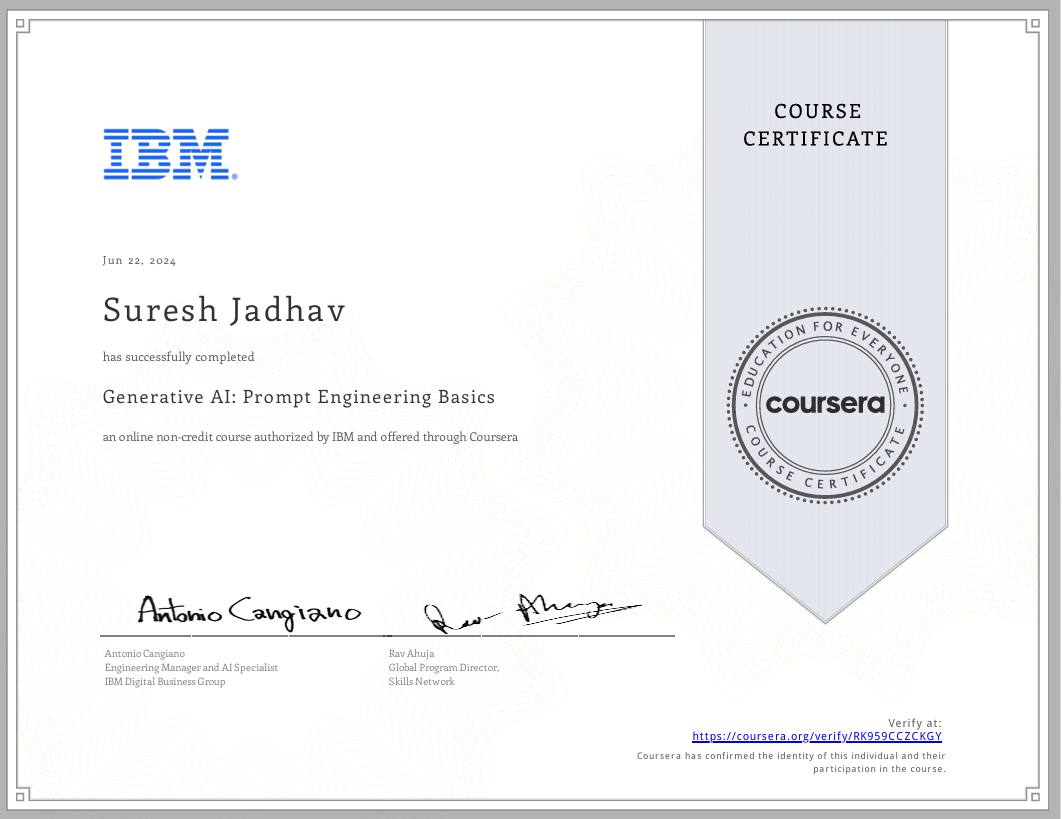 COURSE
CERTIFICATE
IBM®
Jun 22, 2024
Suresh Jadhav
has successfully completed
Generative AI: Prompt Engineering Basics
an online non-credit course authorized by IBM and offered through Coursera
EDUCATION FOR EVERYONE
coursera
COURSE CERTIFICATE
Antonio Cangiano
Rav Ahuja
Antonio Cangiano
Engineering Manager and AI Specialist
IBM Digital Business Group
Rav Ahuja
Global Program Director,
Skills Network
Verify at:
https://coursera.org/verify/RK959CCZCKGY
Coursera has confirmed the identity of this individual and their
participation in the course.